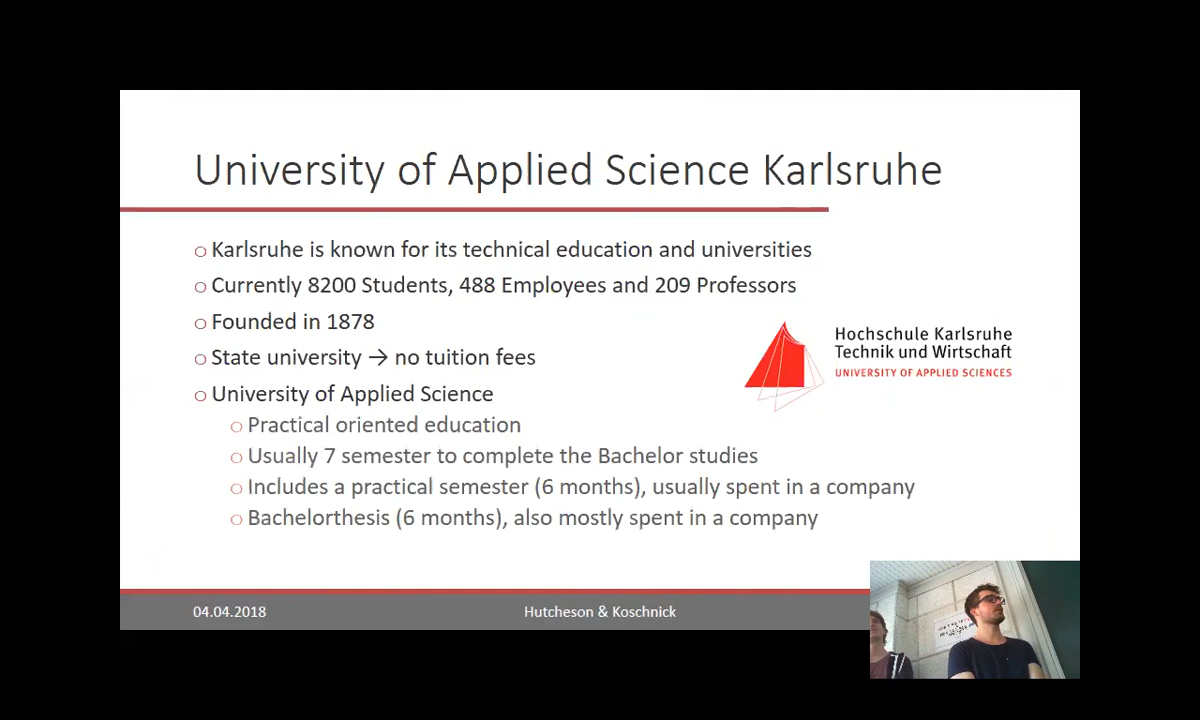 University of Applied Science Karlsruhe
○ Karlsruhe is known for its technical education and universities
○ Currently 8200 Students, 488 Employees and 209 Professors
○ Founded in 1878
○ State university → no tuition fees
○ University of Applied Science
○ Practical oriented education
○ Usually 7 semester to complete the Bachelor studies
○ Includes a practical semester (6 months), usually spent in a company
○ Bachelorthesis (6 months), also mostly spent in a company
Hochschule Karlsruhe
Technik und Wirtschaft
UNIVERSITY OF APPLIED SCIENCES
04.04.2018
Hutcheson & Koschnick